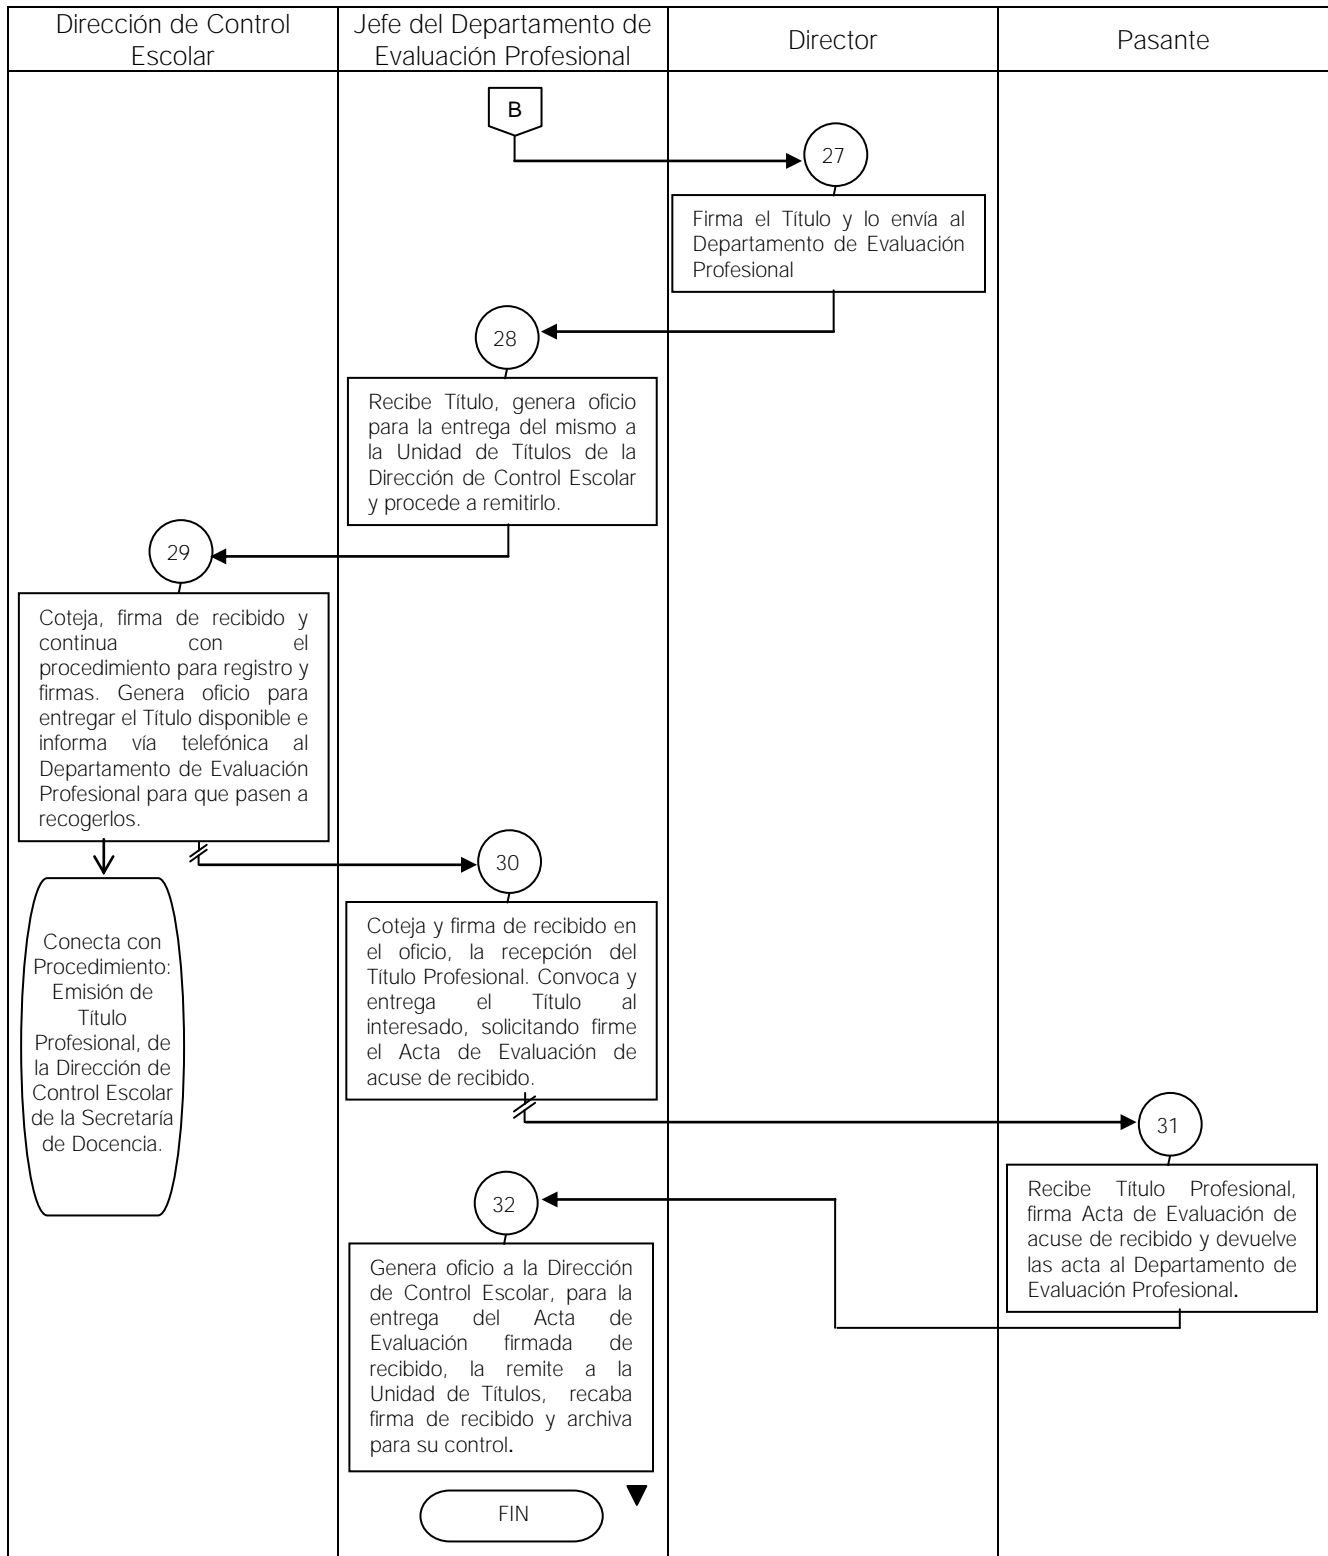 Dirección de Control
Escolar
Jefe del Departamento de
Evaluación Profesional
Director
Pasante
B
27
Firma el Título y lo envía al
Departamento de Evaluación
Profesional
28
Recibe Título, genera oficio
para la entrega del mismo a
la Unidad de Títulos de la
Dirección de Control Escolar
y procede a remitirlo.
29
Coteja, firma de recibido y
continua con el
procedimiento para registro y
firmas. Genera oficio para
entregar el Título disponible e
informa vía telefónica al
Departamento de Evaluación
Profesional para que pasen a
recogerlos.
30
Coteja y firma de recibido en
el oficio, la recepción del
Título Profesional. Convoca y
entrega el Título al
interesado, solicitando firme
el Acta de Evaluación de
acuse de recibido.
Conecta con
Procedimiento:
Emisión de
Título
Profesional, de
la Dirección de
Control Escolar
de la Secretaría
de Docencia.
31
Recibe Título Profesional,
firma Acta de Evaluación de
acuse de recibido y devuelve
las acta al Departamento de
Evaluación Profesional.
32
Genera oficio a la Dirección
de Control Escolar, para la
entrega del Acta de
Evaluación firmada de
recibido, la remite a la
Unidad de Títulos, recaba
firma de recibido y archiva
para su control.
FIN